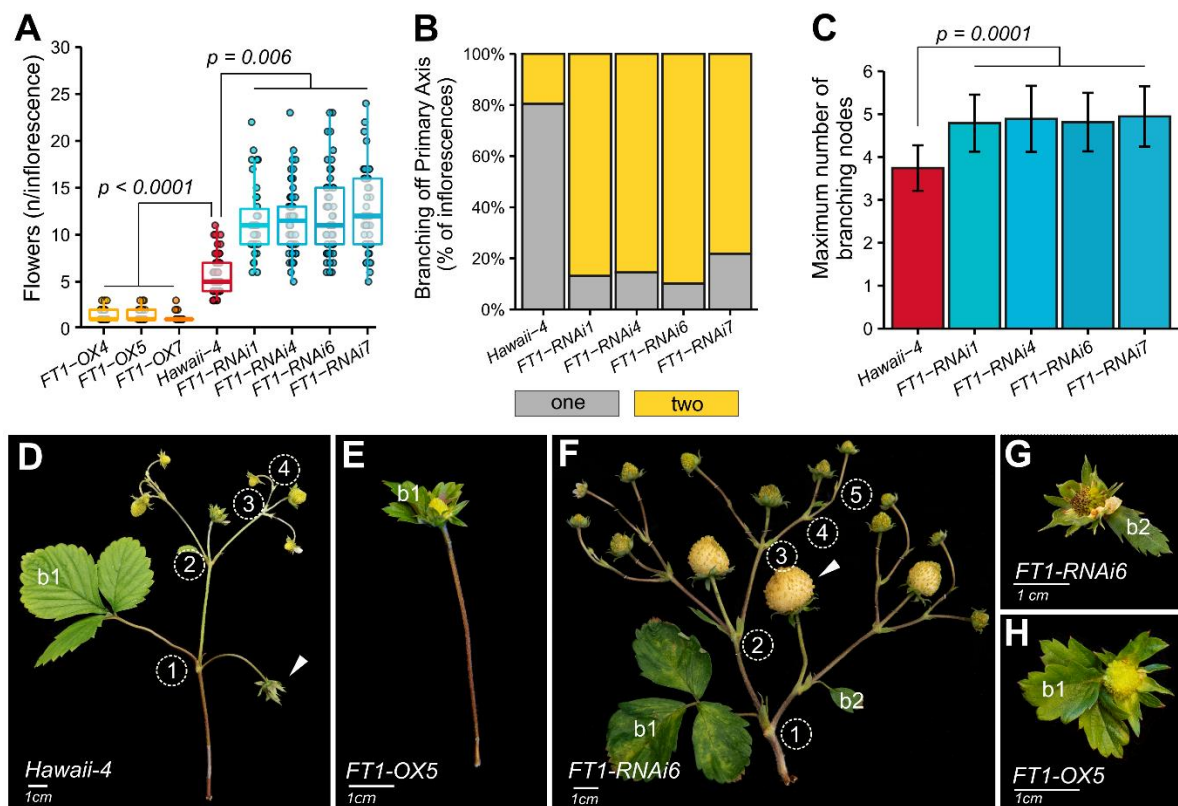 A
Flowers (n/inflorescence)
30
25
20
15
10
5
0
p = 0.006
p < 0.0001
FT1-OX4
FT1-OX5
FT1-OX7
Hawaii-4
FT1-RNAi1
FT1-RNAi4
FT1-RNAi6
FT1-RNAi7
B
Branching off Primary Axis
(% of inflorescences)
100%
80%
60%
40%
20%
0%
Hawaii-4
FT1-RNAi1
FT1-RNAi4
FT1-RNAi6
FT1-RNAi7
one
two
C
p = 0.0001
Maximum number of
branching nodes
6
5
4
3
2
1
0
Hawaii-4
FT1-RNAi1
FT1-RNAi4
FT1-RNAi6
FT1-RNAi7
D
4
3
2
b1
1
Hawaii-4
1cm
E
b1
FT1-OX5
1cm
F
5
4
3
2
b2
b1
1
FT1-RNAi6
1cm
G
b2
FT1-RNAi6
1 cm
H
b1
FT1-OX5
1cm